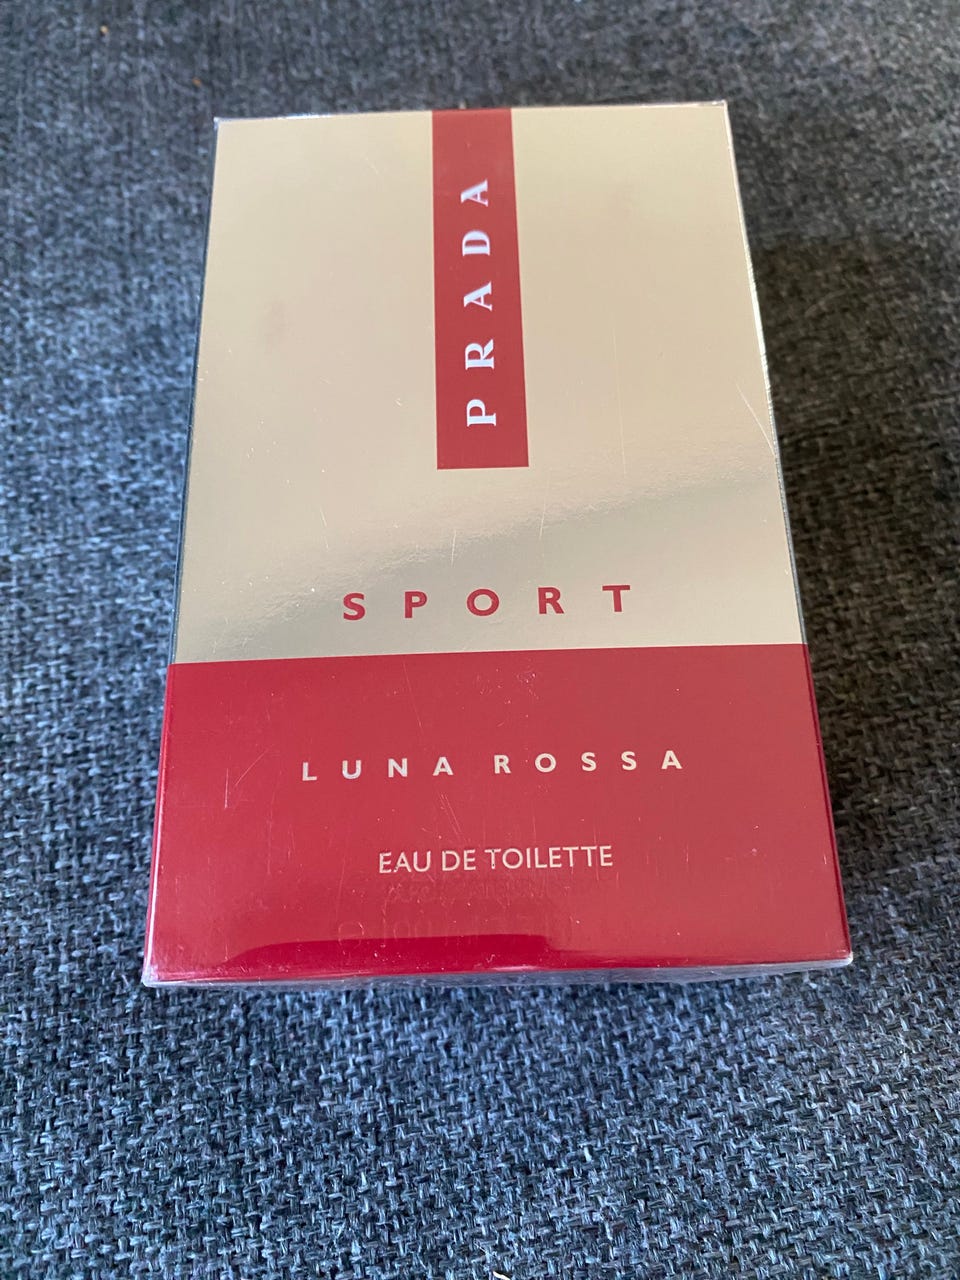 PRADA
SPORT
LUNA ROSSA
EAU DE TOILETTE